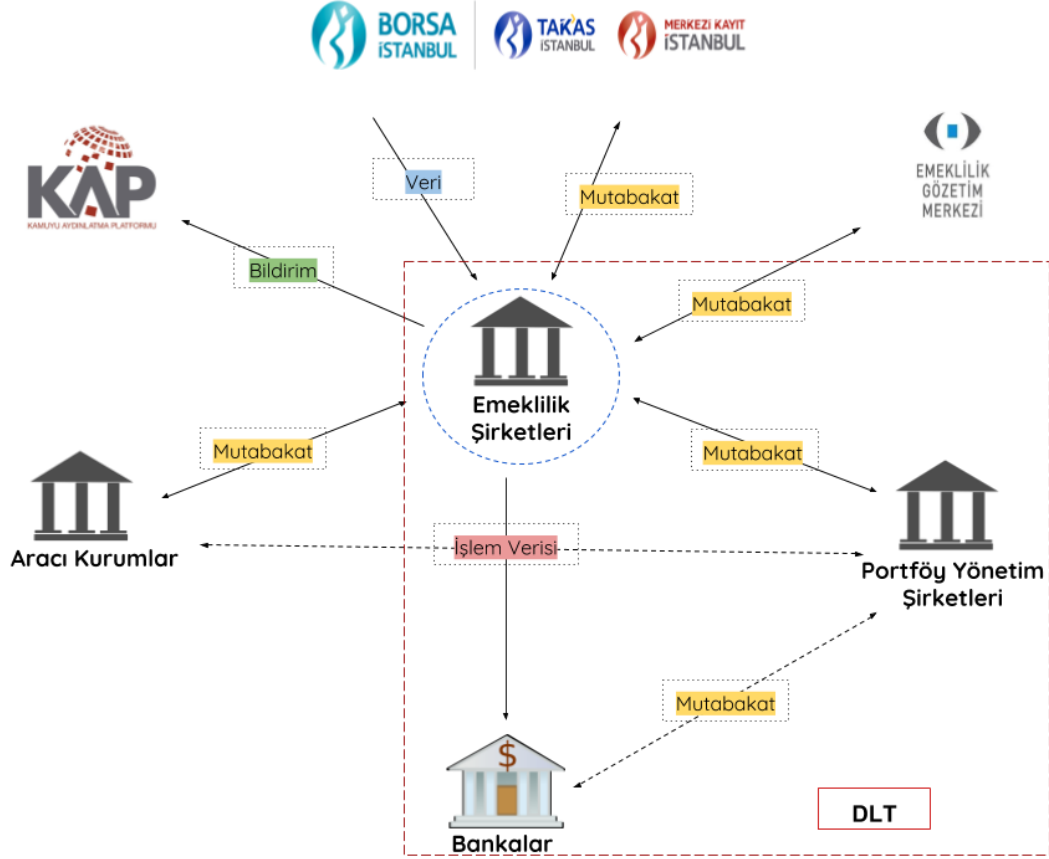 BORSA
İSTANBUL
TAKAS
İSTANBUL
MERKEZİ KAYIT
İSTANBUL
KAP
KAMUYU AYDINLATMA PLATFORMU
EMEKLİLİK
GÖZETİM
MERKEZİ
Veri
Mutabakat
Bildirim
Mutabakat
Emeklilik
Şirketleri
Mutabakat
Mutabakat
Aracı Kurumlar
İşlem Verisi
Portföy Yönetim
Şirketleri
Mutabakat
$
Bankalar
DLT